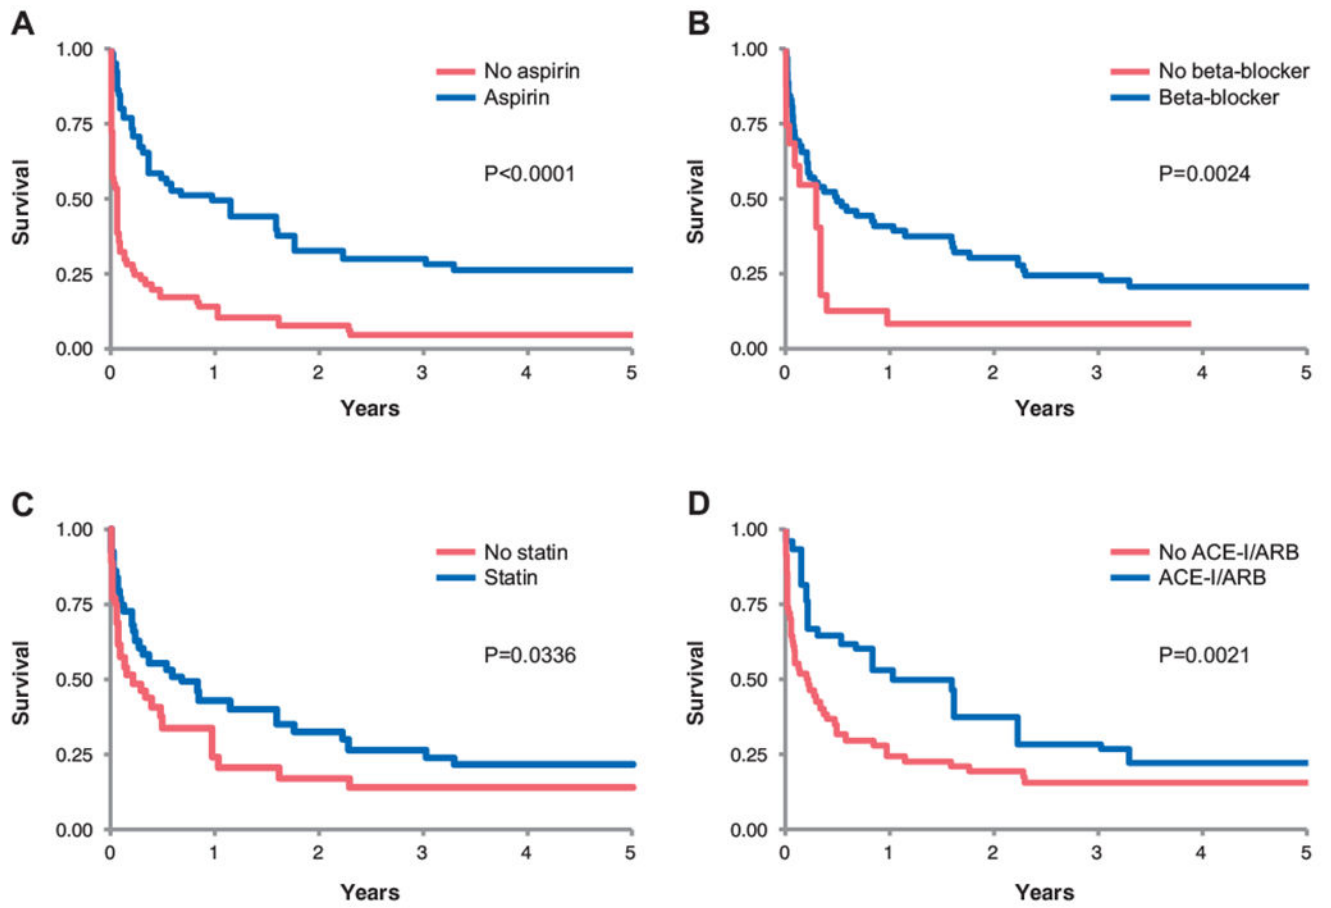 A
1.00
0.75
0.50
0.25
0.00
Survival
No aspirin
Aspirin
P<0.0001
0 1 2 3 4 5
Years
B
1.00
0.75
0.50
0.25
0.00
Survival
No beta-blocker
Beta-blocker
P=0.0024
0 1 2 3 4 5
Years
C
1.00
0.75
0.50
0.25
0.00
Survival
No statin
Statin
P=0.0336
0 1 2 3 4 5
Years
D
1.00
0.75
0.50
0.25
0.00
Survival
No ACE-I/ARB
ACE-I/ARB
P=0.0021
0 1 2 3 4 5
Years